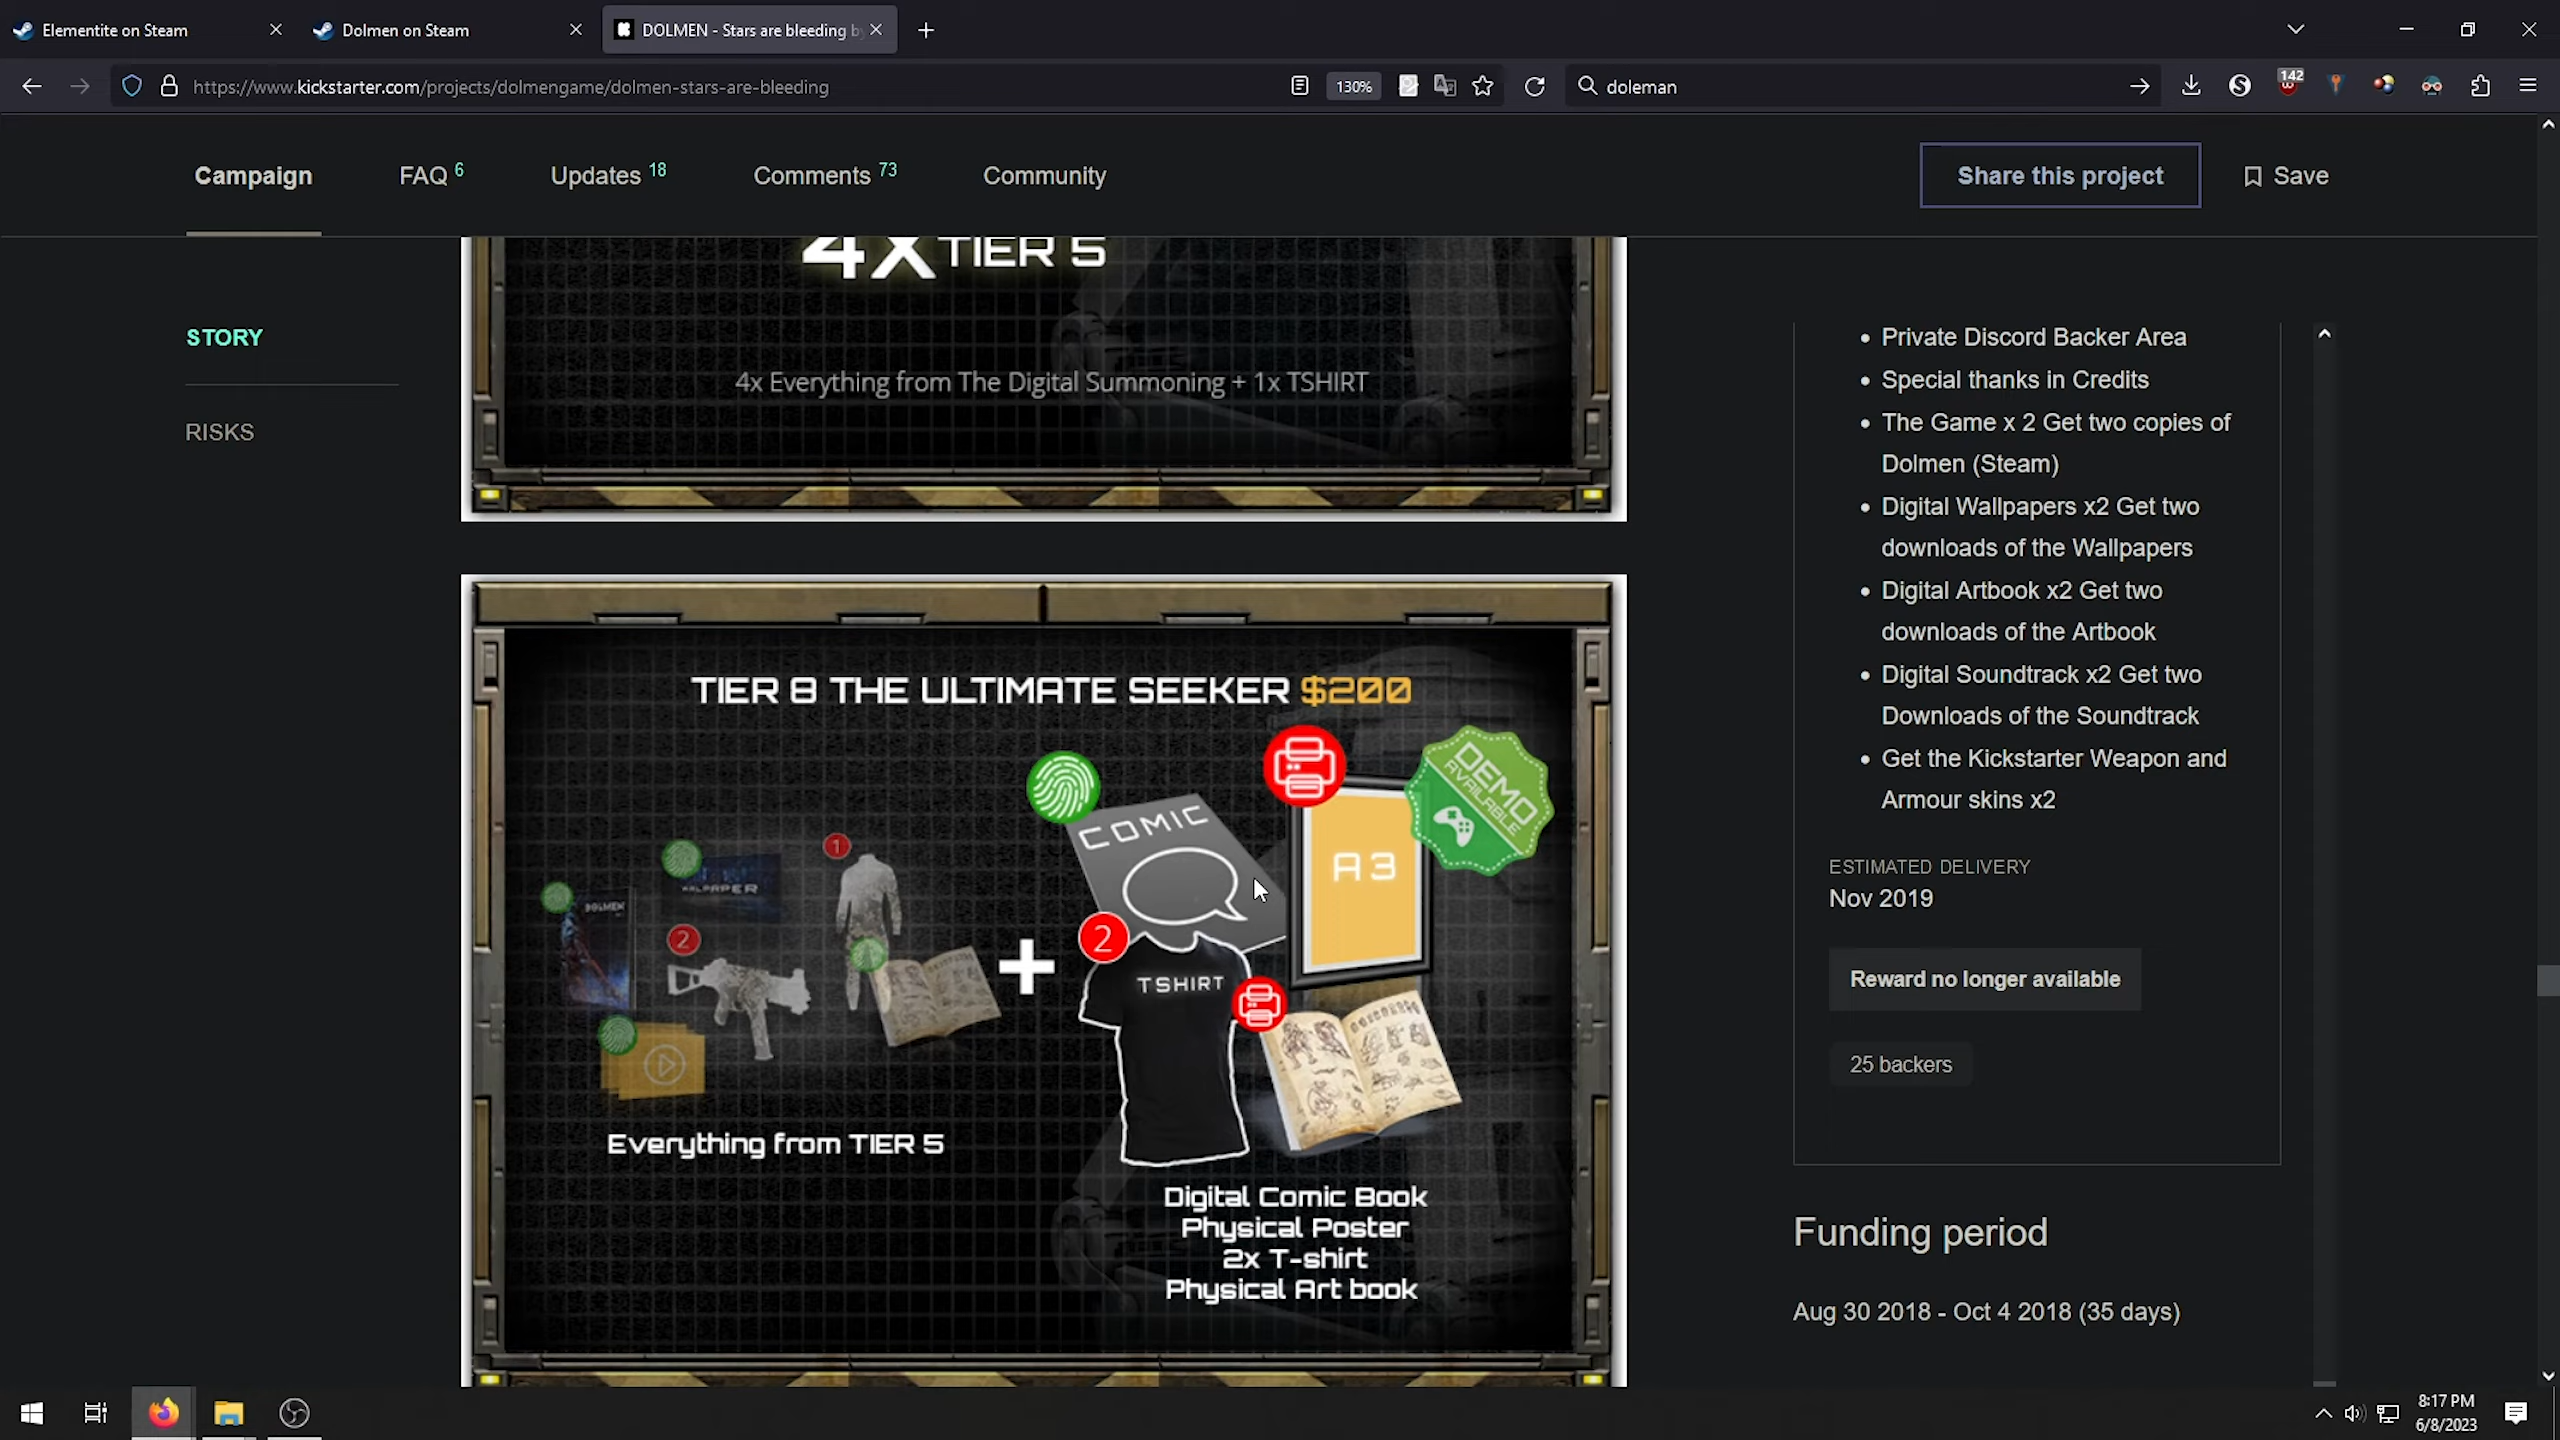 Elementite on Steam
Dolmen on Steam
DOLMEN - Stars are bleeding by
https://www.kickstarter.com/projects/dolmengame/dolmen-stars-are-bleeding
130%
doleman
142
Campaign
FAQ 6
Updates 18
Comments 73
Community
Share this project
Save
STORY
RISKS
4X TIER 5
4x Everything from The Digital Summoning + 1x TSHIRT
TIER 8 THE ULTIMATE SEEKER $200
COMIC
DEMO
AVAILABLE
A3
1
WALPAPER
DOLMEN
2
2
TSHIRT
Everything from TIER 5
Digital Comic Book
Physical Poster
2x T-shirt
Physical Art book
• Private Discord Backer Area
• Special thanks in Credits
• The Game x 2 Get two copies of
Dolmen (Steam)
• Digital Wallpapers x2 Get two
downloads of the Wallpapers
• Digital Artbook x2 Get two
downloads of the Artbook
• Digital Soundtrack x2 Get two
Downloads of the Soundtrack
• Get the Kickstarter Weapon and
Armour skins x2
ESTIMATED DELIVERY
Nov 2019
Reward no longer available
25 backers
Funding period
Aug 30 2018 - Oct 4 2018 (35 days)
8:17 PM
6/8/2023